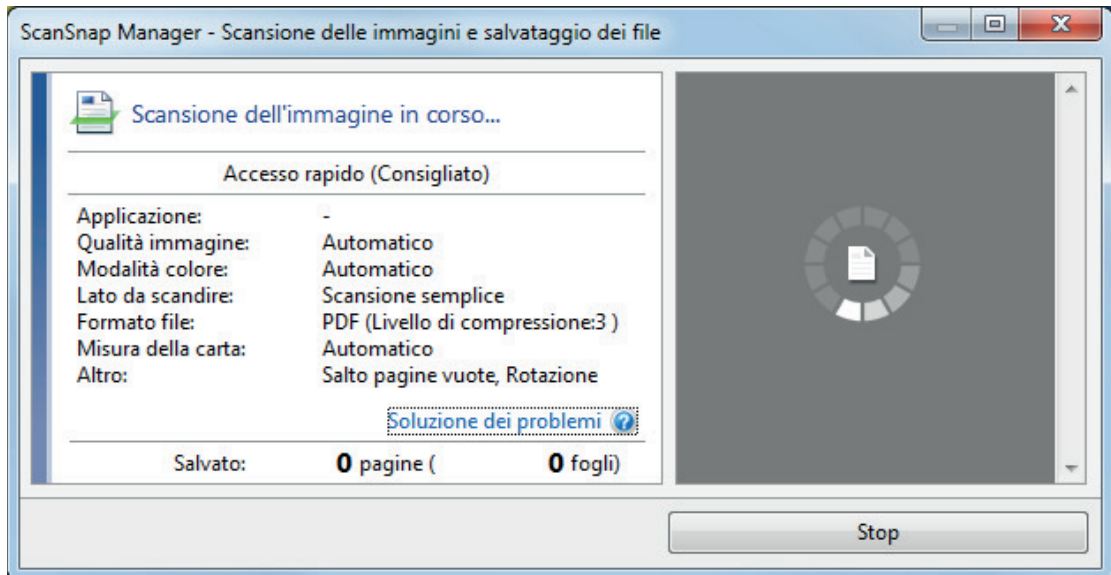 ScanSnap Manager - Scansione delle immagini e salvataggio dei file
Scansione dell'immagine in corso...
Accesso rapido (Consigliato)
Applicazione: -
Qualità immagine: Automatico
Modalità colore: Automatico
Lato da scandire: Scansione semplice
Formato file: PDF (Livello di compressione:3 )
Misura della carta: Automatico
Altro: Salto pagine vuote, Rotazione
Soluzione dei problemi
Salvato: 0 pagine ( 0 fogli)
Stop